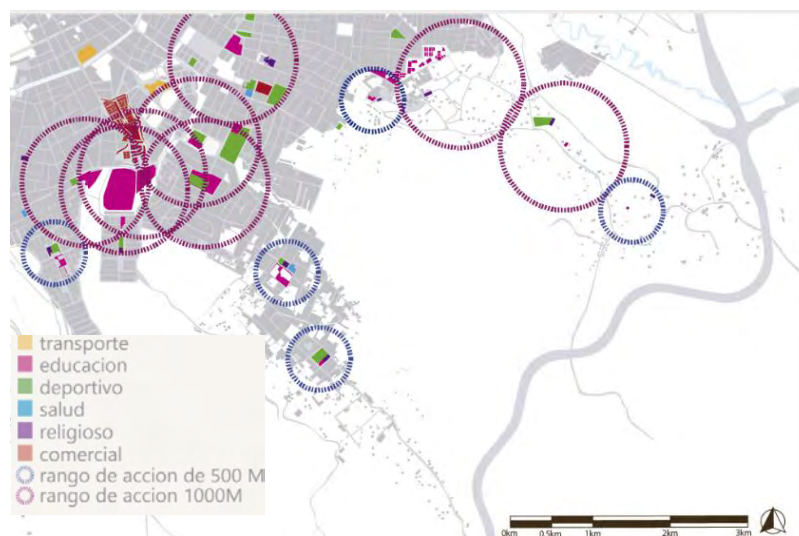 transporte
educacion
deportivo
salud
religioso
comercial
rango de accion de 500 M
rango de accion 1000M
0km 0.5km 1km 2km 3km